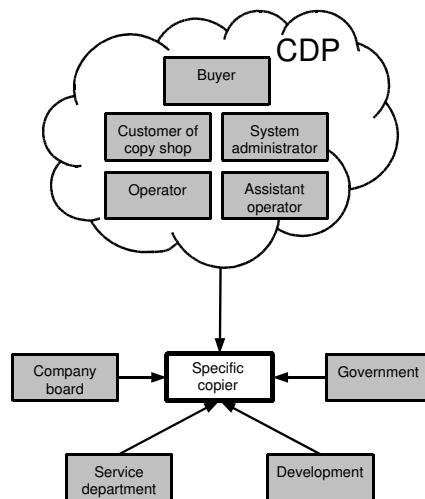 CDP
Buyer
Customer of
copy shop
System
administrator
Operator
Assistant
operator
Company
board
Specific
copier
Government
Service
department
Development